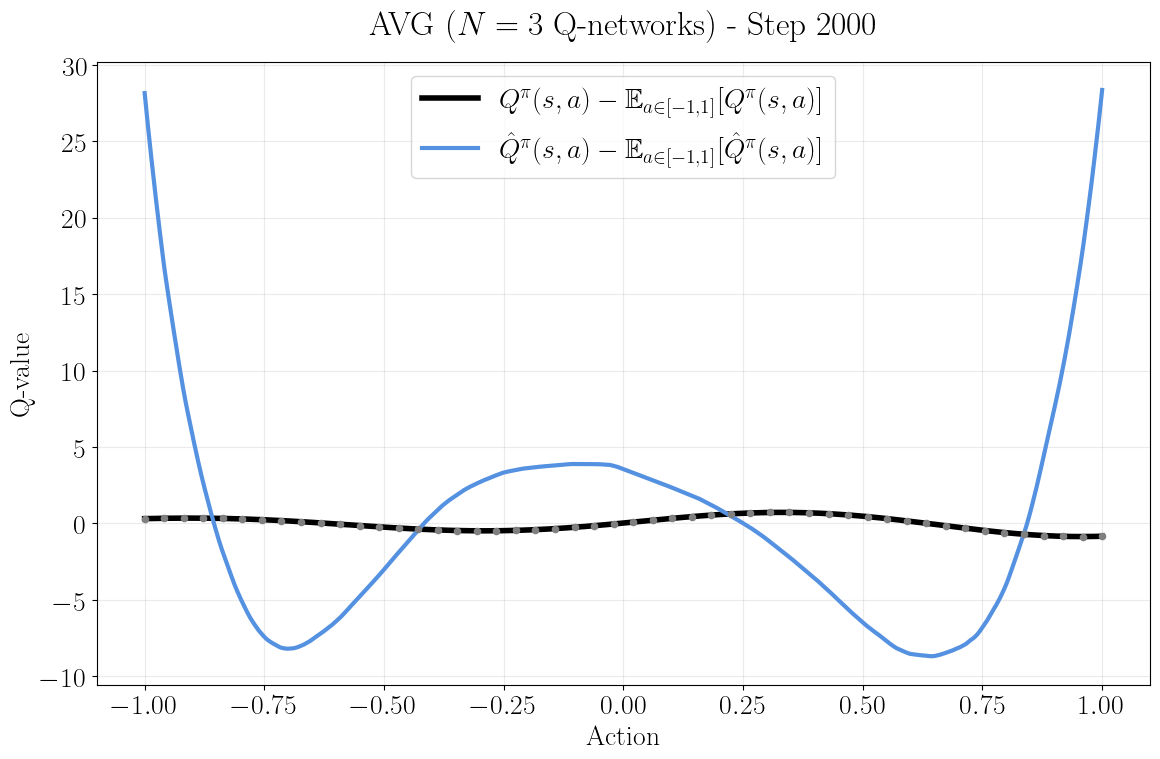 AVG (N = 3 Q-networks) - Step 2000
Q^π(s, a) − 𝔼_{a∈[−1,1]}[Q^π(s, a)]
Q̂^π(s, a) − 𝔼_{a∈[−1,1]}[Q̂^π(s, a)]
30
25
20
15
10
5
0
−5
−10
Q-value
−1.00 −0.75 −0.50 −0.25 0.00 0.25 0.50 0.75 1.00
Action